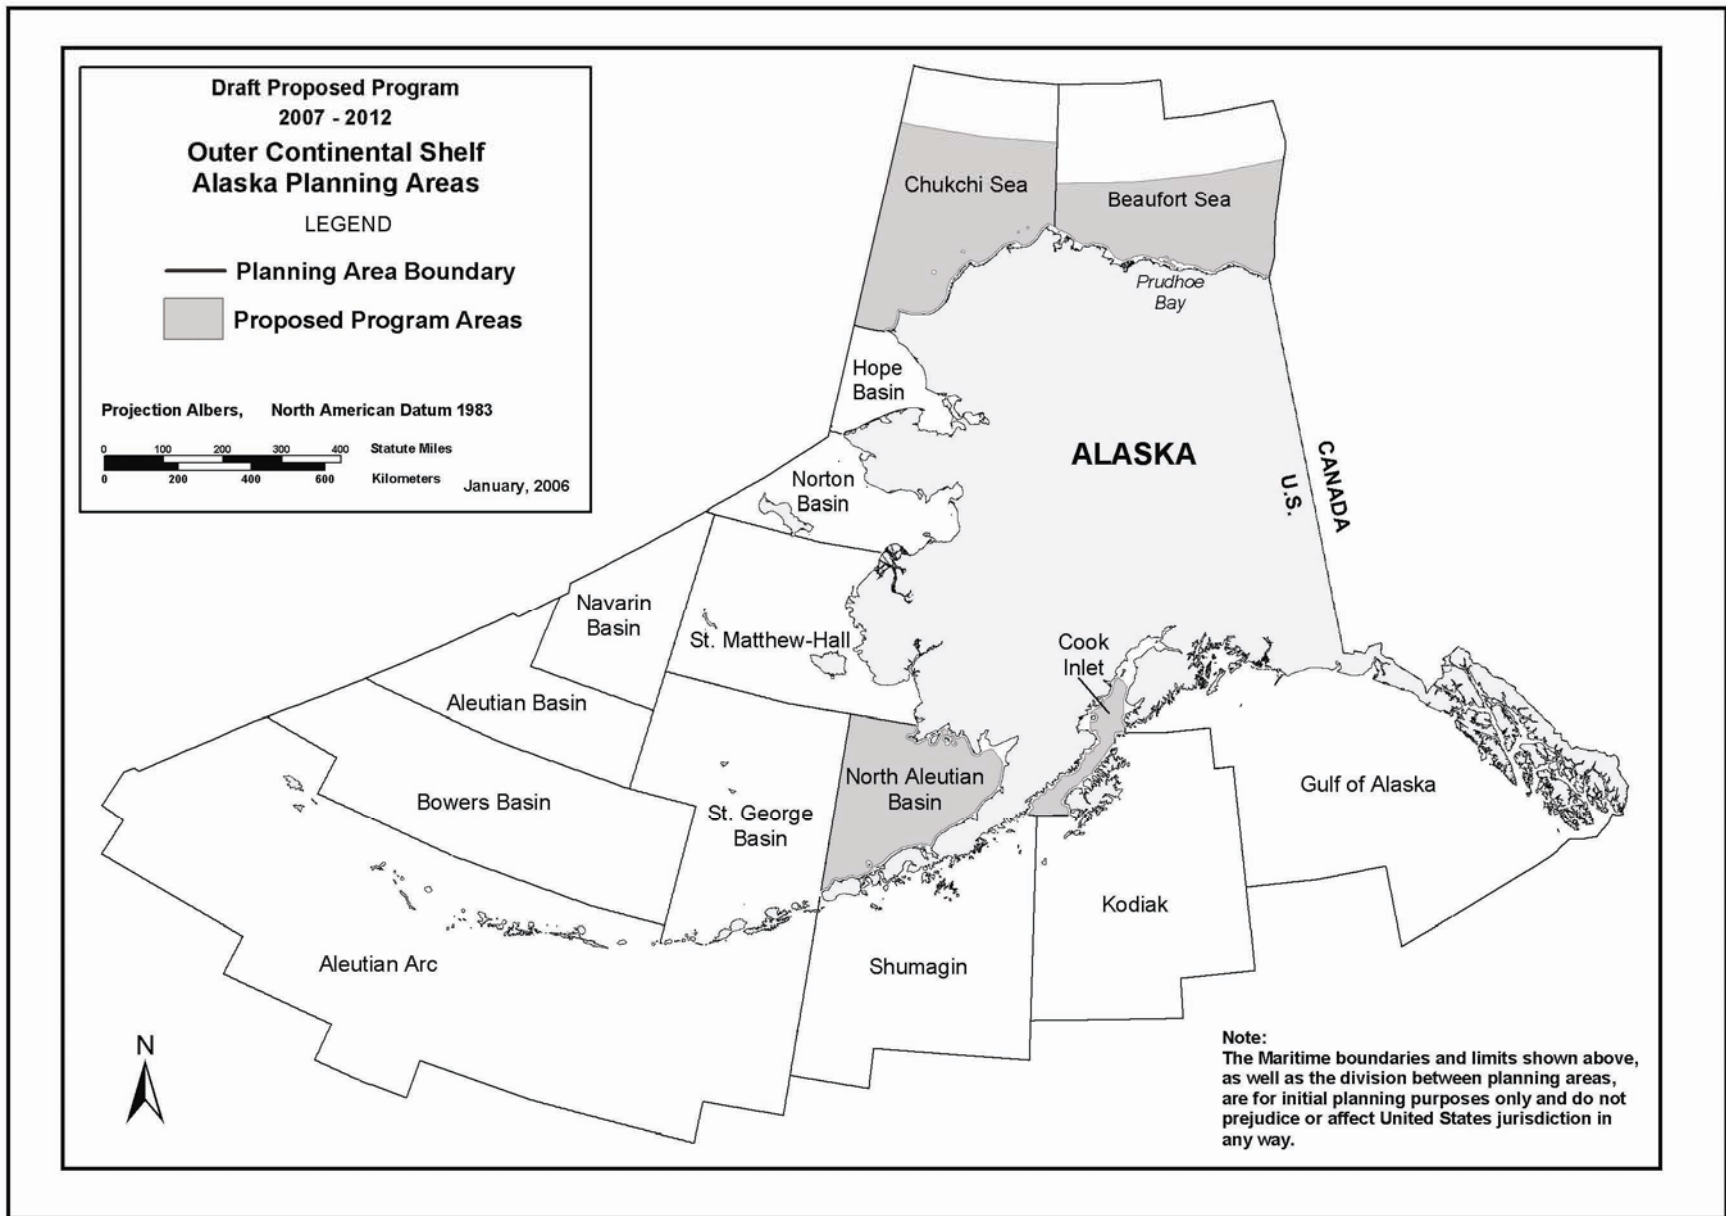 Draft Proposed Program
2007 - 2012
Outer Continental Shelf
Alaska Planning Areas
LEGEND
Planning Area Boundary
Proposed Program Areas
Projection Albers, North American Datum 1983
0 100 200 300 400 Statute Miles
0 200 400 600 Kilometers
January, 2006
Chukchi Sea
Beaufort Sea
Prudhoe
Bay
Hope
Basin
ALASKA
CANADA
U.S.
Norton
Basin
Navarin
Basin
St. Matthew-Hall
Cook
Inlet
Aleutian Basin
North Aleutian
Basin
Gulf of Alaska
Bowers Basin
St. George
Basin
Kodiak
Aleutian Arc
Shumagin
N
Note:
The Maritime boundaries and limits shown above,
as well as the division between planning areas,
are for initial planning purposes only and do not
prejudice or affect United States jurisdiction in
any way.